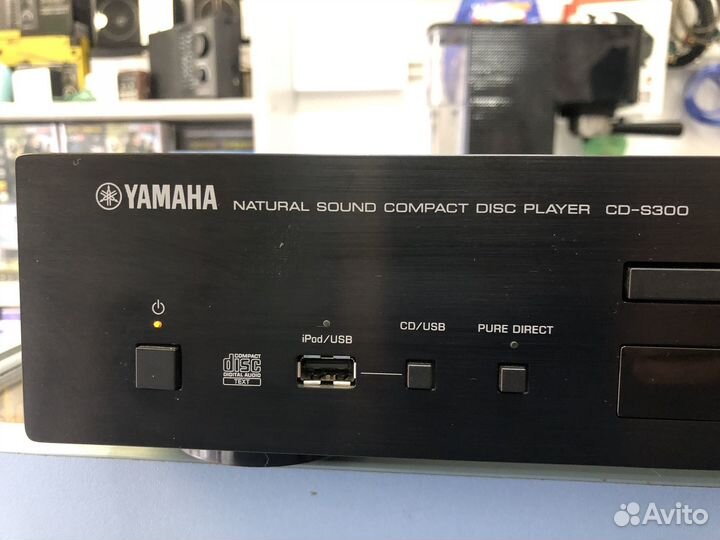 YAMAHA NATURAL SOUND COMPACT DISC PLAYER CD-S300
iPod/USB CD/USB PURE DIRECT
COMPACT
disc
DIGITAL AUDIO
TEXT
Avito